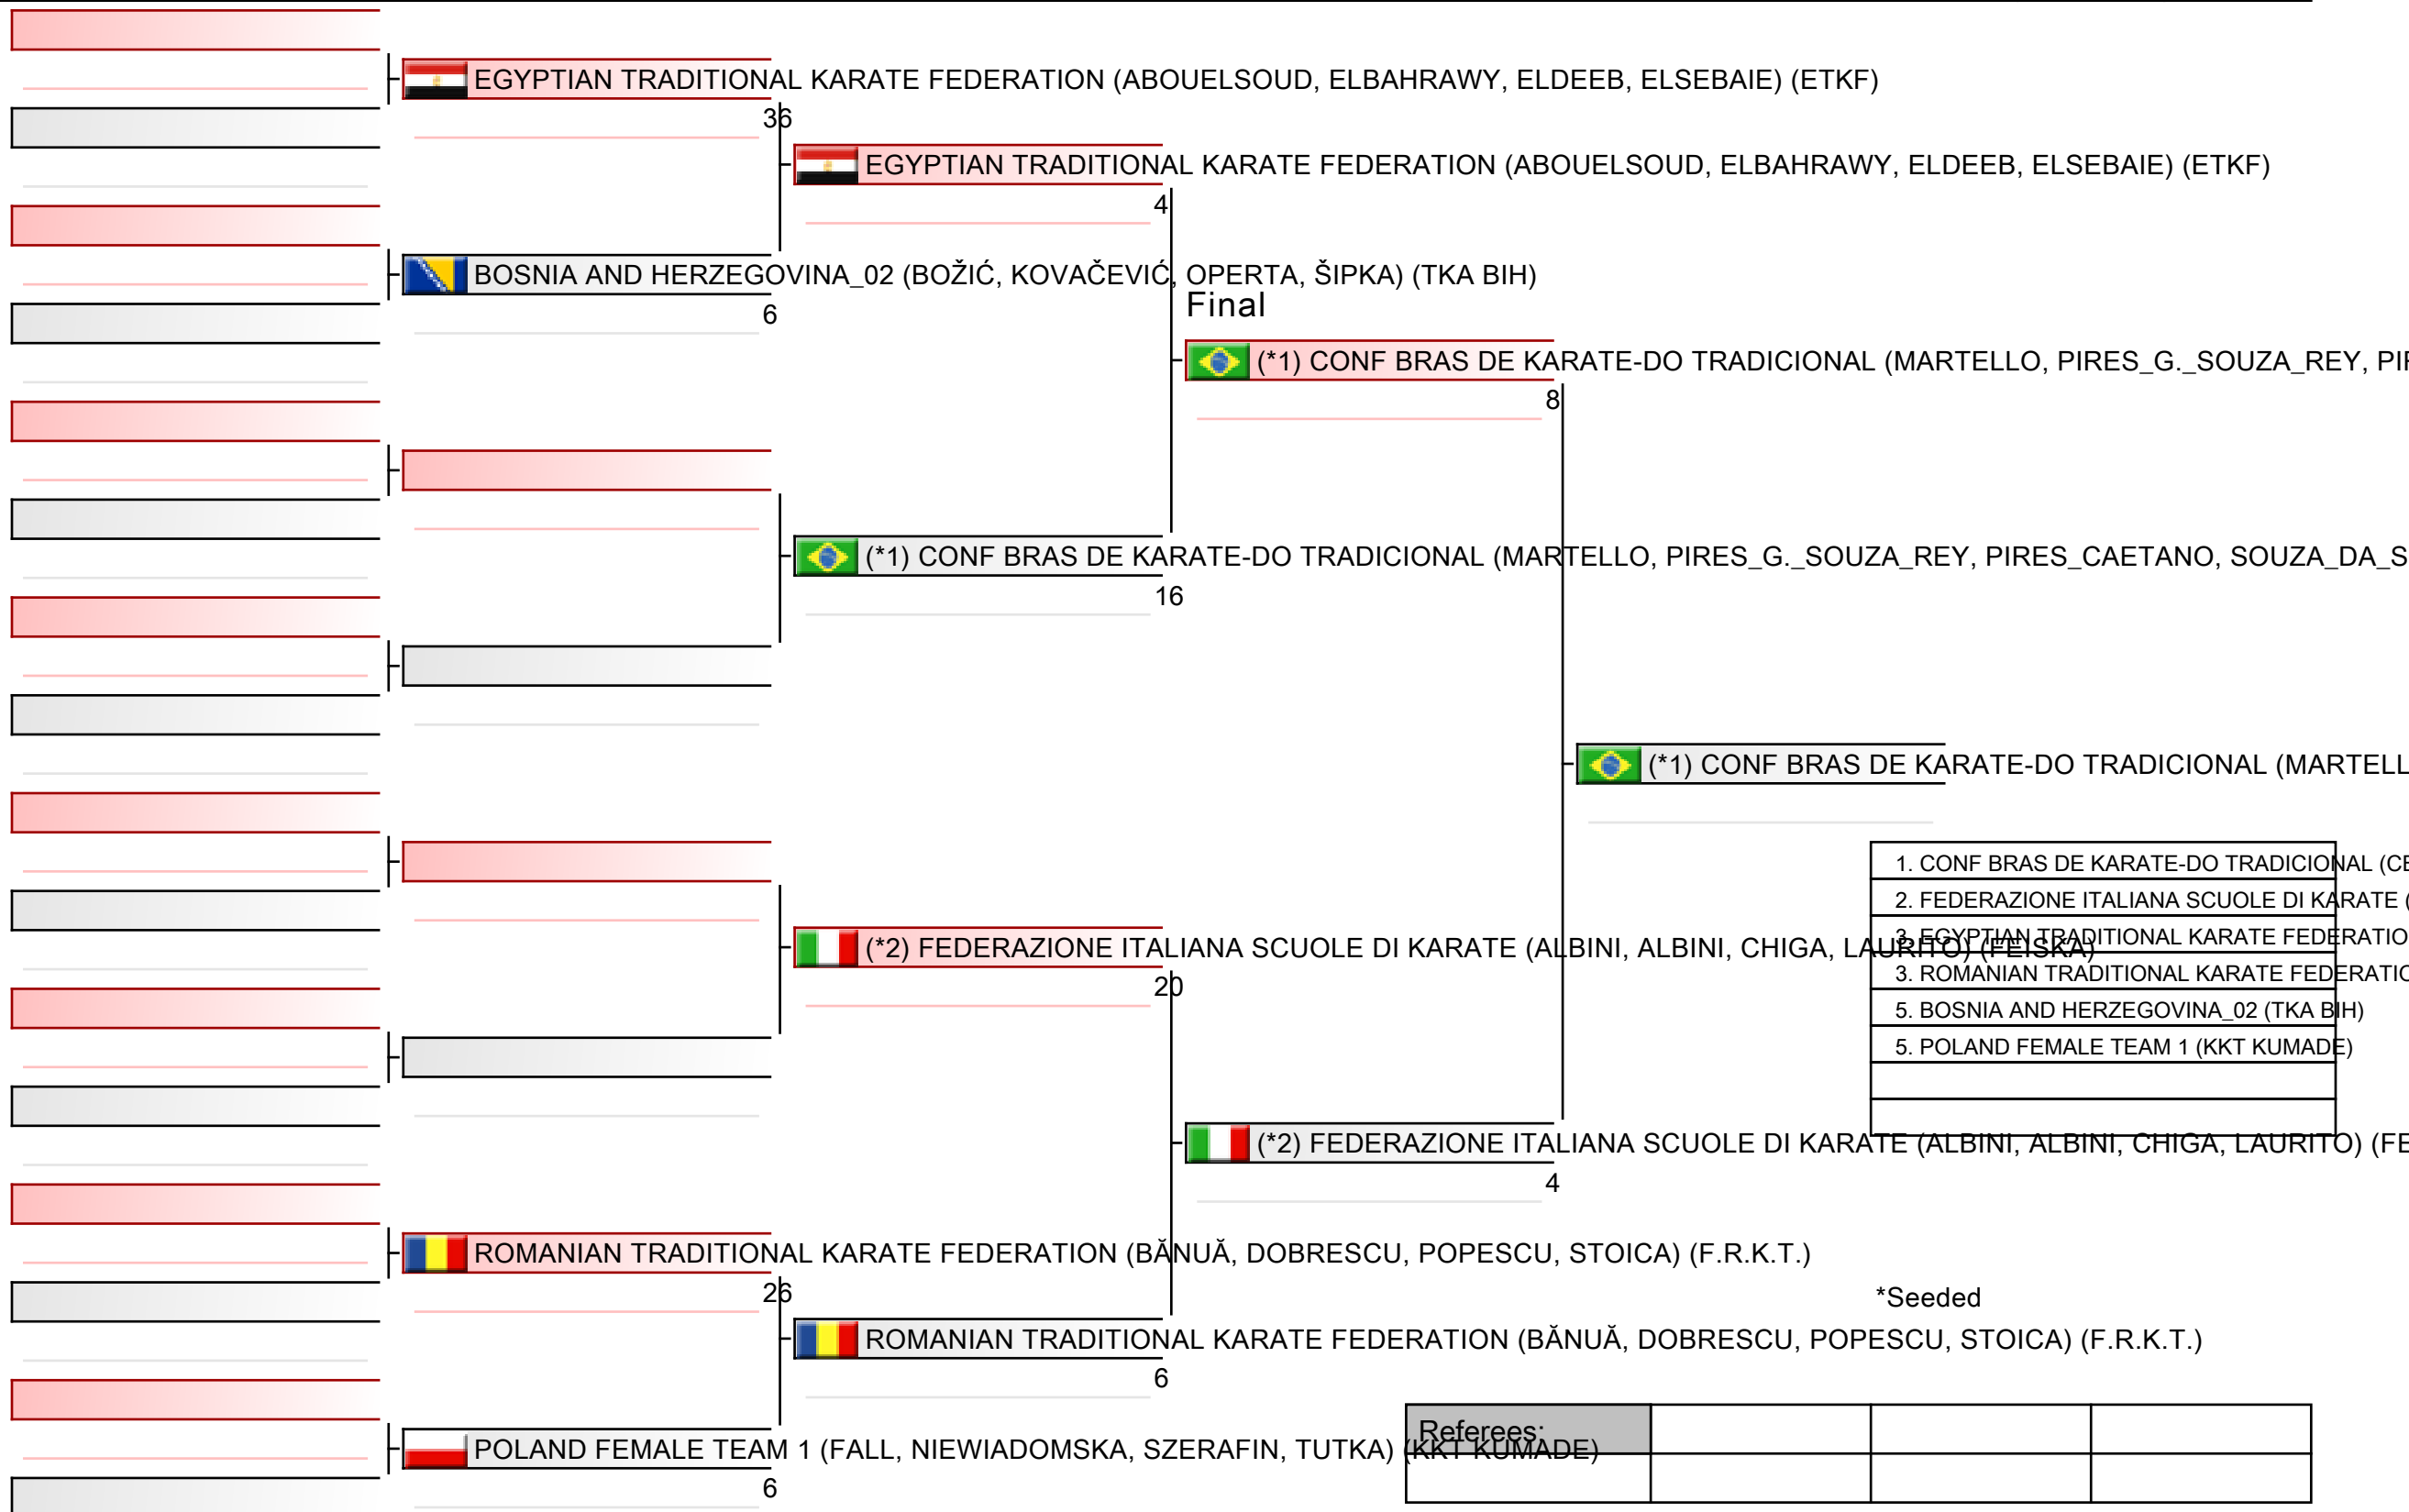 EGYPTIAN TRADITIONAL KARATE FEDERATION (ABOUELSOUD, ELBAHRAWY, ELDEEB, ELSEBAIE) (ETKF)
36
EGYPTIAN TRADITIONAL KARATE FEDERATION (ABOUELSOUD, ELBAHRAWY, ELDEEB, ELSEBAIE) (ETKF)
4
BOSNIA AND HERZEGOVINA_02 (BOŽIĆ, KOVAČEVIĆ, OPERTA, ŠIPKA) (TKA BIH)
6
Final
(*1) CONF BRAS DE KARATE-DO TRADICIONAL (MARTELLO, PIRES_G._SOUZA_REY, PI
8
(*1) CONF BRAS DE KARATE-DO TRADICIONAL (MARTELLO, PIRES_G._SOUZA_REY, PIRES_CAETANO, SOUZA_DA_S
16
(*1) CONF BRAS DE KARATE-DO TRADICIONAL (MARTELL
1. CONF BRAS DE KARATE-DO TRADICIONAL (CB
2. FEDERAZIONE ITALIANA SCUOLE DI KARATE (
3. EGYPTIAN TRADITIONAL KARATE FEDERATIO
3. ROMANIAN TRADITIONAL KARATE FEDERATIO
5. BOSNIA AND HERZEGOVINA_02 (TKA BIH)
5. POLAND FEMALE TEAM 1 (KKT KUMADE)
(*2) FEDERAZIONE ITALIANA SCUOLE DI KARATE (ALBINI, ALBINI, CHIGA, LAURITO) (FEISKA)
20
(*2) FEDERAZIONE ITALIANA SCUOLE DI KARATE (ALBINI, ALBINI, CHIGA, LAURITO) (FE
4
ROMANIAN TRADITIONAL KARATE FEDERATION (BĂNUĂ, DOBRESCU, POPESCU, STOICA) (F.R.K.T.)
26
*Seeded
ROMANIAN TRADITIONAL KARATE FEDERATION (BĂNUĂ, DOBRESCU, POPESCU, STOICA) (F.R.K.T.)
6
Referees:
POLAND FEMALE TEAM 1 (FALL, NIEWIADOMSKA, SZERAFIN, TUTKA) (KKT KUMADE)
6